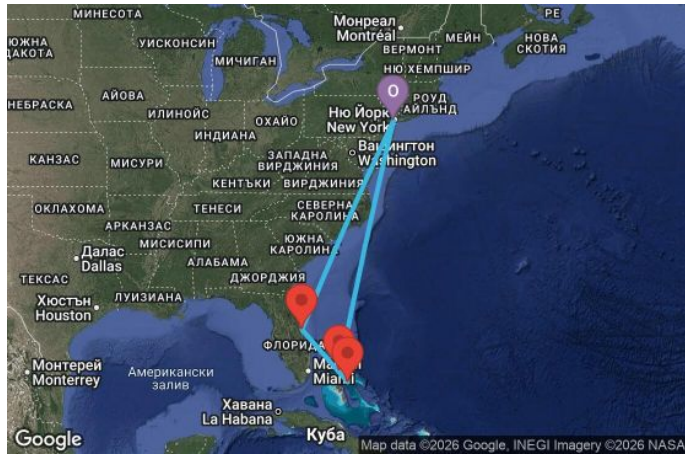 МИНЕСОТА
Монреал
Montréal
РЕ
ЮЖНА
ДАКОТА
УИСКОНСИН
МИЧИГАН
ВЕРМОНТ
МЕЙН
НОВА
СКОТИЯ
НЮ ХЕМПШИР
НЕБРАСКА
АЙОВА
ИЛИНОЙС
ИНДИАНА
ОХАЙО
O
Ню Йорк
New York
РОУД
АЙЛЪНД
КАНЗАС
МИСУРИ
ЗАПАДНА
ВИРДЖИНИЯ
Вашингтон
Washington
КЕНТЪКИ
ВИРДЖИНИЯ
ОКЛАХОМА
АРКАНЗАС
ТЕНЕСИ
СЕВЕРНА
КАРОЛИНА
Далас
Dallas
МИСИСИПИ
АЛАБАМА
ЮЖНА
КАРОЛИНА
ДЖОРДЖИЯ
ТЕКСАС
Хюстън
Houston
ЛУИЗИАНА
ФЛОРИДА
Miami
Монтерей
Monterrey
Американски
залив
Хавана
La Habana
Куба
Google
Map data ©2026 Google, INEGI Imagery ©2026 NASA